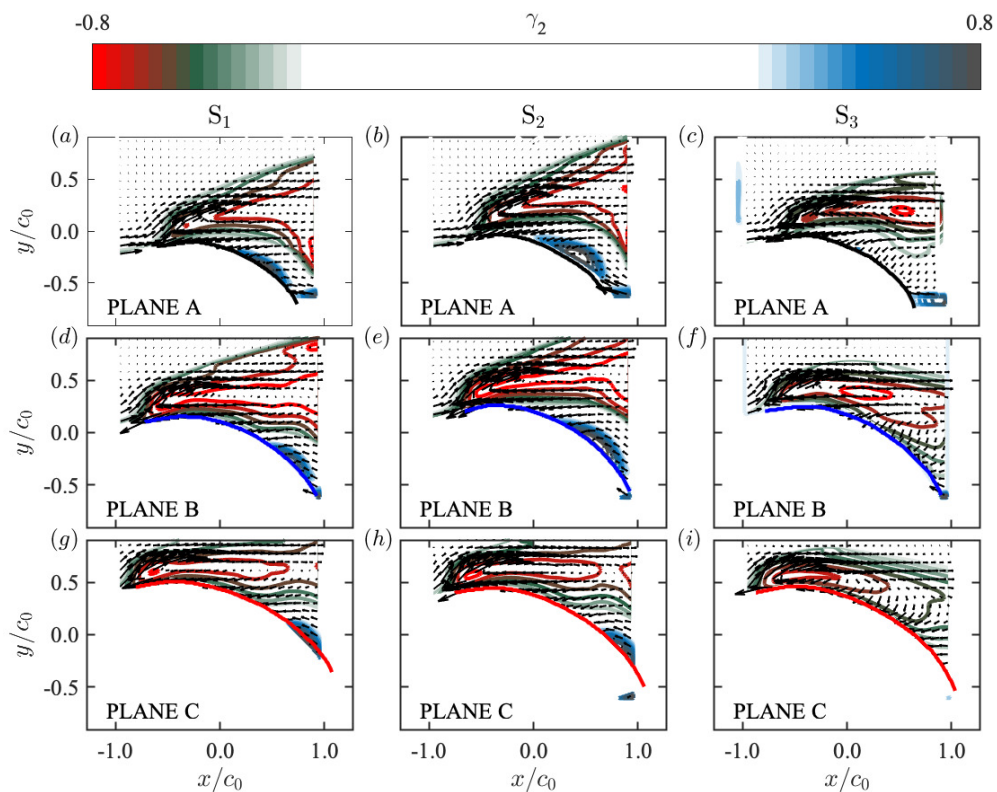 -0.8 γ₂ 0.8
S₁ S₂ S₃
(a) (b) (c)
0.5
y/c₀ 0.0
-0.5
PLANE A PLANE A PLANE A
(d) (e) (f)
0.5
y/c₀ 0.0
-0.5
PLANE B PLANE B PLANE B
(g) (h) (i)
0.5
y/c₀ 0.0
-0.5
PLANE C PLANE C PLANE C
-1.0 0.0 1.0 -1.0 0.0 1.0 -1.0 0.0 1.0
x/c₀ x/c₀ x/c₀